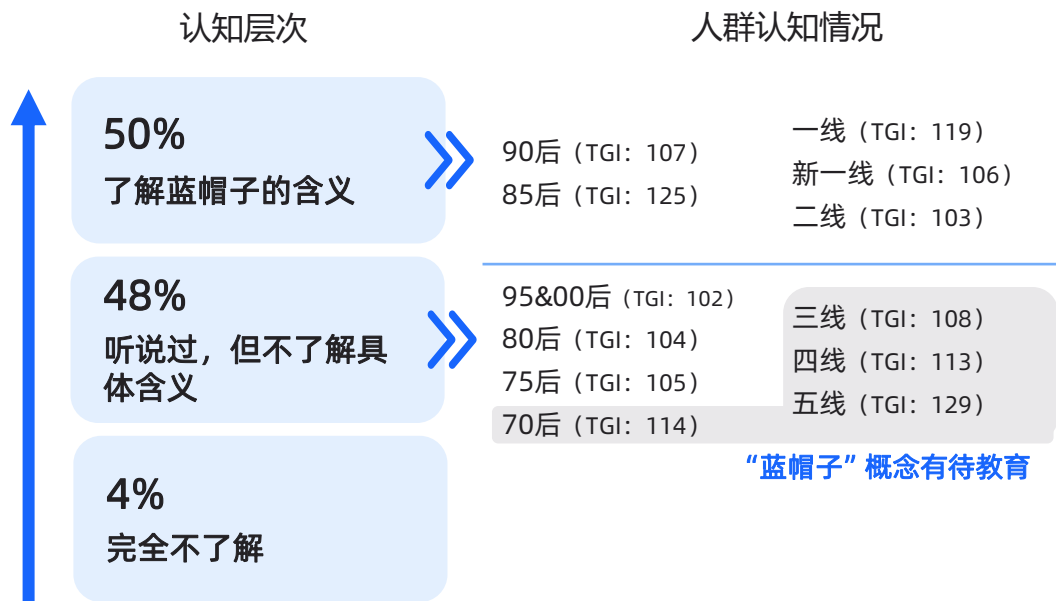 认知层次
人群认知情况
50%
了解蓝帽子的含义
90后（TGI：107）
85后（TGI：125）
一线（TGI：119）
新一线（TGI：106）
二线（TGI：103）
48%
听说过，但不了解具
体含义
95&00后（TGI：102）
80后（TGI：104）
75后（TGI：105）
70后（TGI：114）
三线（TGI：108）
四线（TGI：113）
五线（TGI：129）
“蓝帽子”概念有待教育
4%
完全不了解